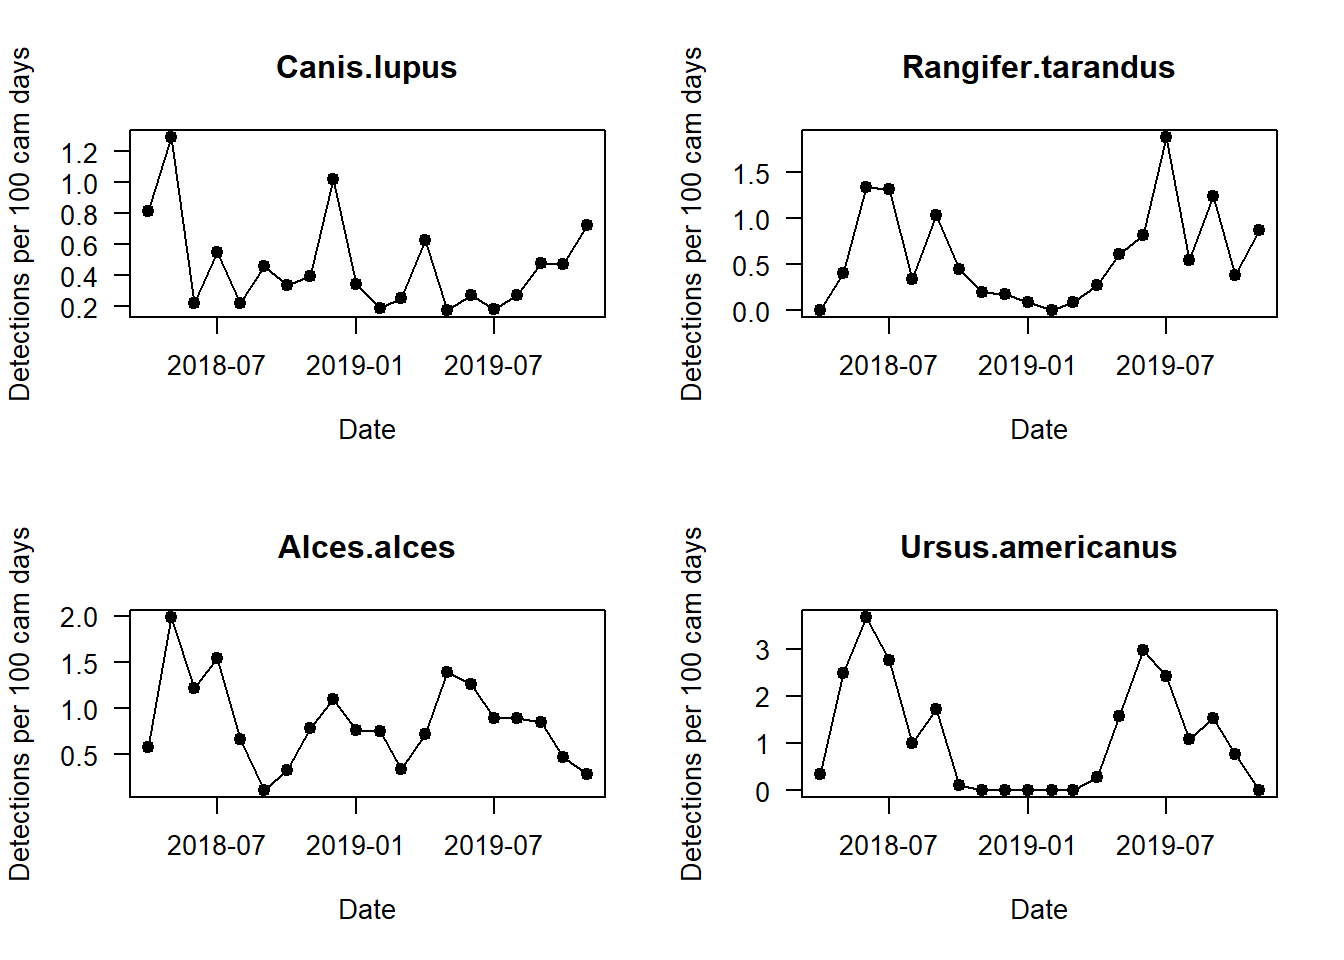 Canis.lupus
Detections per 100 cam days
1.2
1.0
0.8
0.6
0.4
0.2
2018-07 2019-01 2019-07
Date
Rangifer.tarandus
Detections per 100 cam days
1.5
1.0
0.5
0.0
2018-07 2019-01 2019-07
Date
Alces.alces
Detections per 100 cam days
2.0
1.5
1.0
0.5
2018-07 2019-01 2019-07
Date
Ursus.americanus
Detections per 100 cam days
3
2
1
0
2018-07 2019-01 2019-07
Date